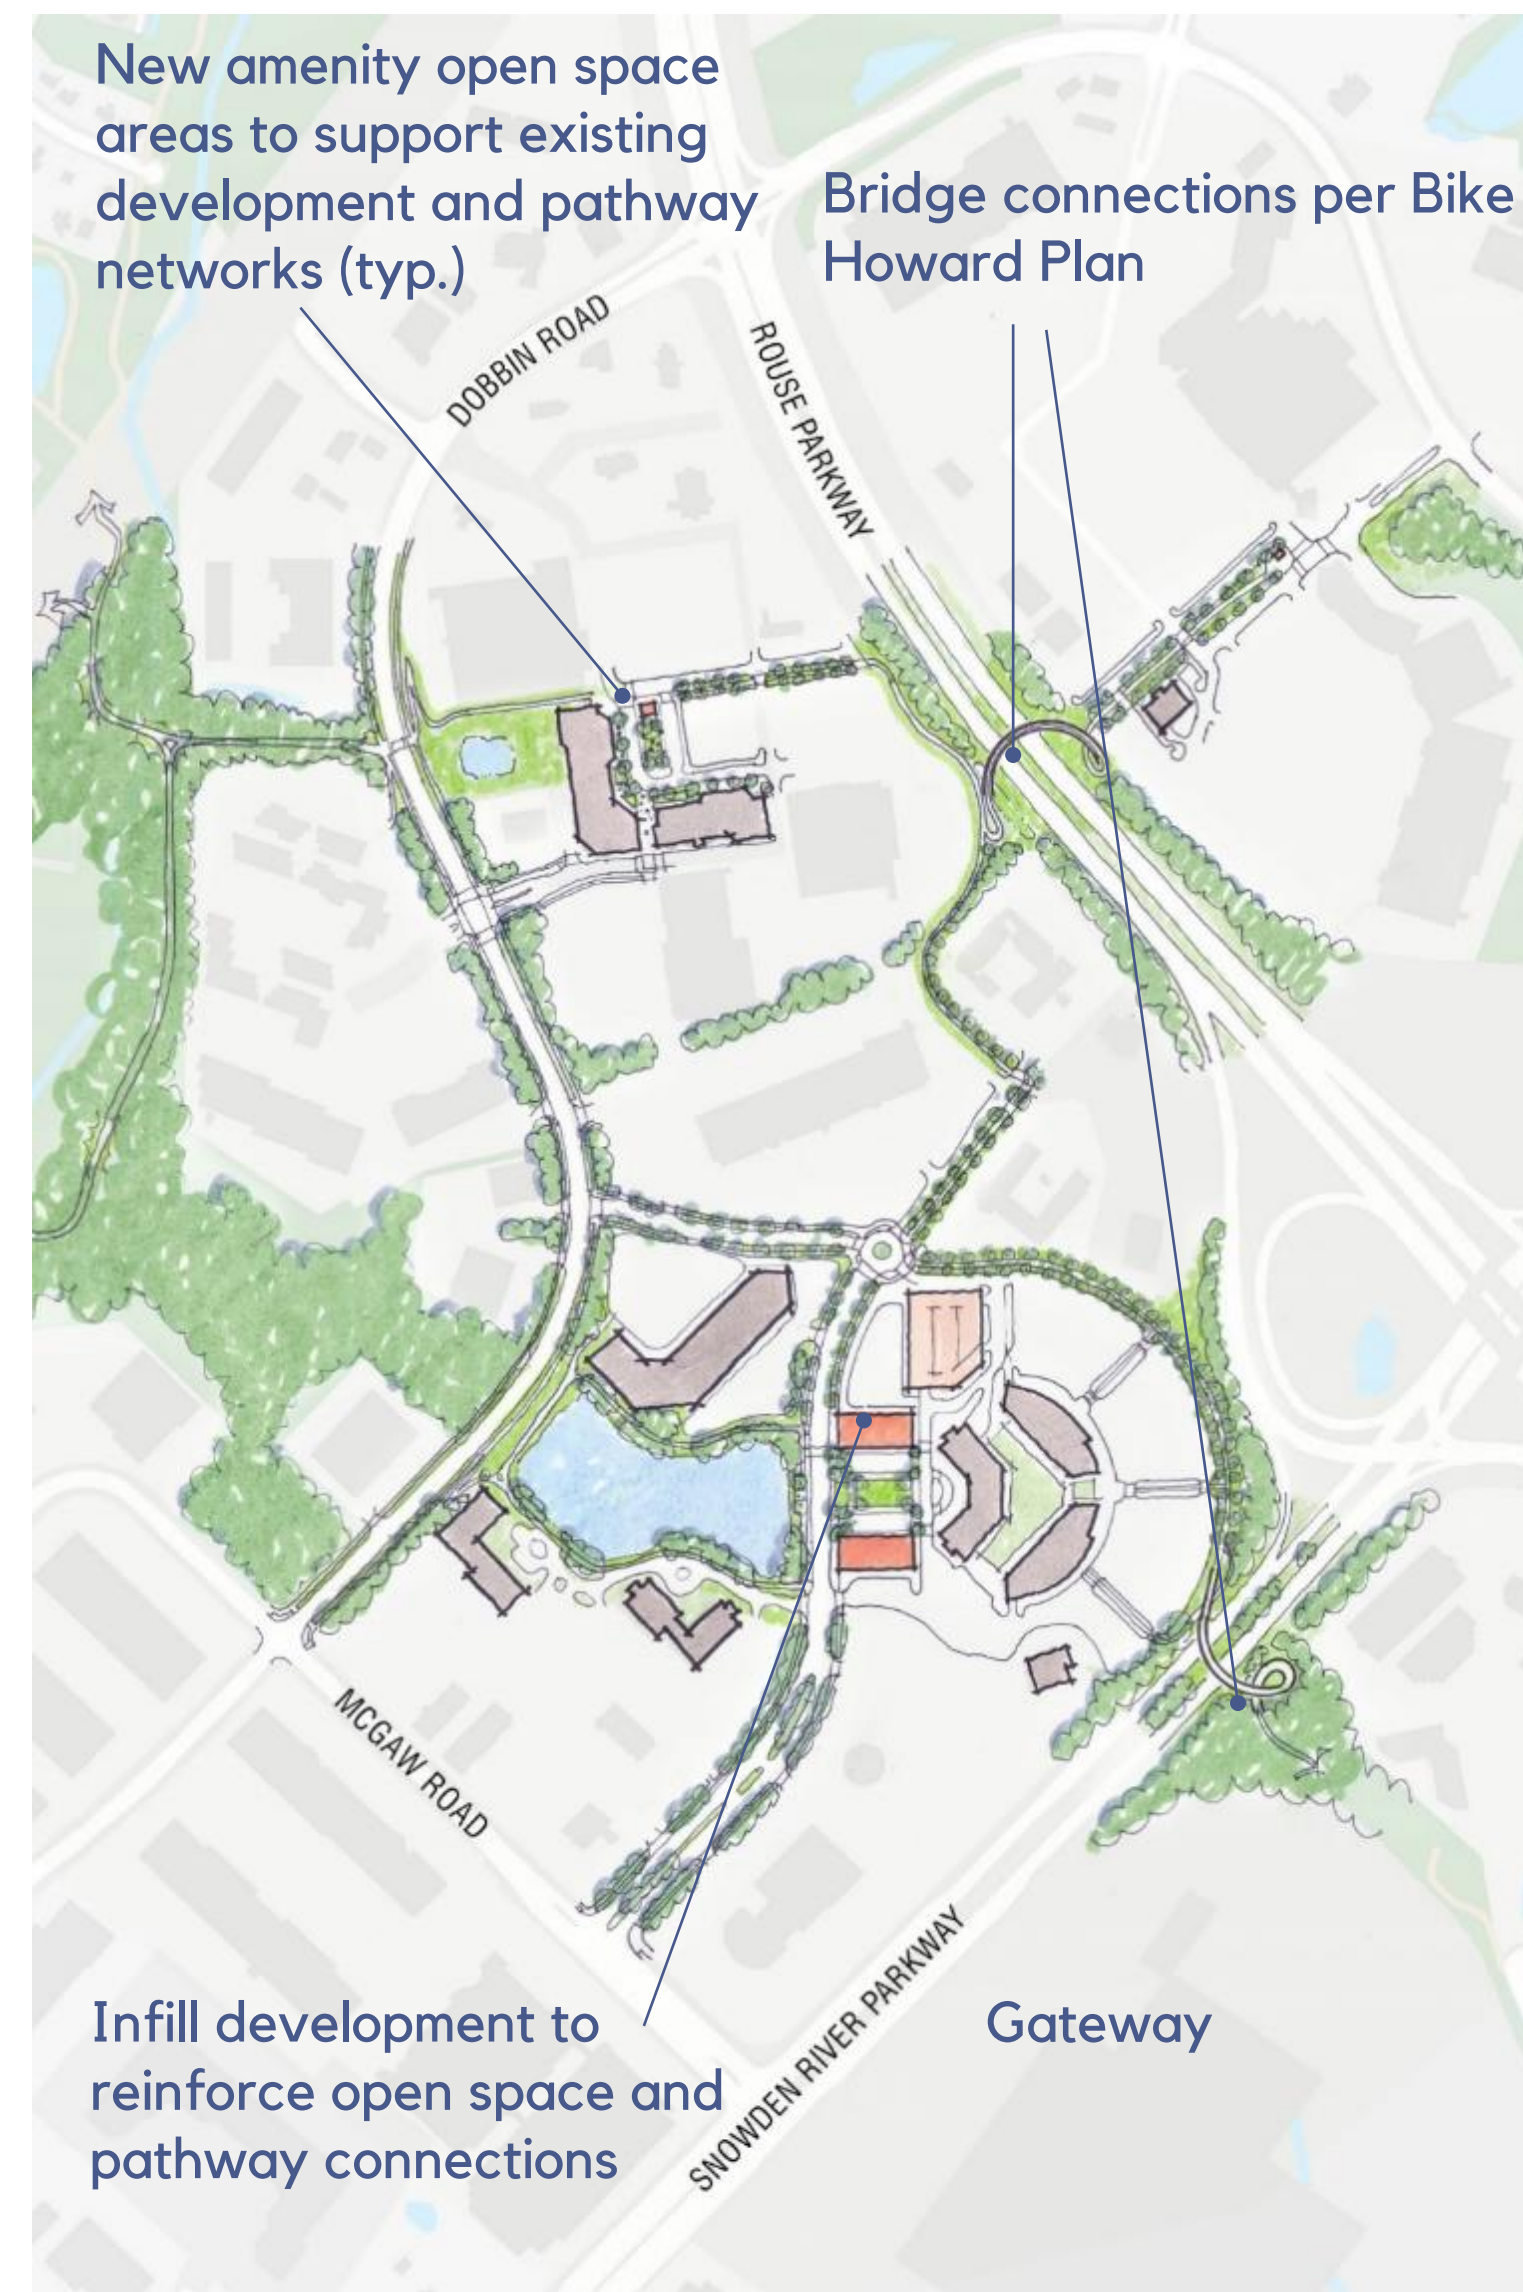 New amenity open space
areas to support existing
development and pathway
networks (typ.)
Bridge connections per Bike
Howard Plan
DOBBIN ROAD
ROUSE PARKWAY
MCGAW ROAD
SNOWDEN RIVER PARKWAY
Infill development to
reinforce open space and
pathway connections
Gateway